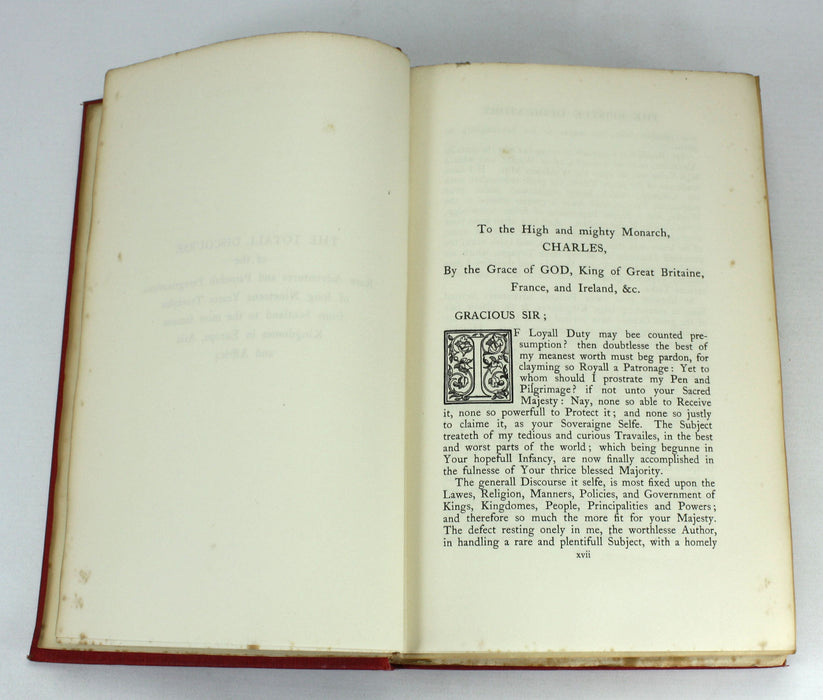 To the High and mighty Monarch,
CHARLES,
By the Grace of GOD, King of Great Britaine,
France, and Ireland, &c.
GRACIOUS SIR;
IF Loyall Duty may bee counted pre-
sumption? then doubtlesse the best of
my meanest worth must beg pardon, for
clayming so Royall a Patronage: Yet to
whom should I prostrate my Pen and
Pilgrimage? if not unto your Sacred
Majesty: Nay, none so able to Receive
it, none so powerfull to Protect it; and none so justly
to claime it, as your Soveraigne Selfe. The Subject
treateth of my tedious and curious Travailes, in the best
and worst parts of the world; which being begunne in
Your hopefull Infancy, are now finally accomplished in
the fulnesse of Your thrice blessed Majority.
The generall Discourse it selfe, is most fixed upon the
Lawes, Religion, Manners, Policies, and Government of
Kings, Kingdomes, People, Principalities and Powers;
and therefore so much the more fit for your Majesty.
The defect resting onely in me, the worthlesse Author,
in handling a rare and plentifull Subject, with a homely
xvii